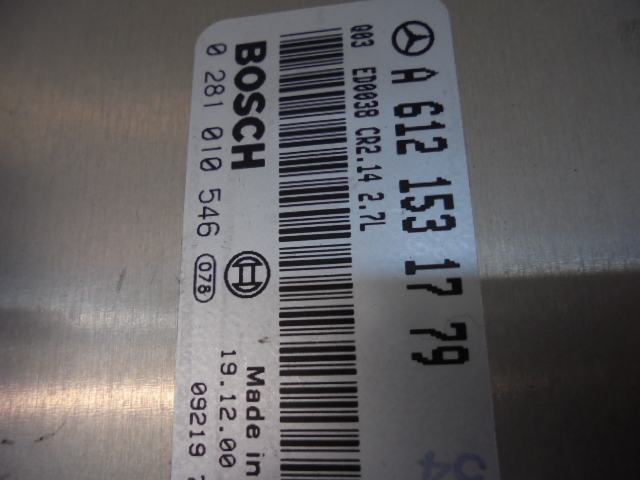 A 612 153 17 79
003 ED0038 CR2.14 2.7L
BOSCH
Made in
0 281 010 546 078
19.12.00
09219
54